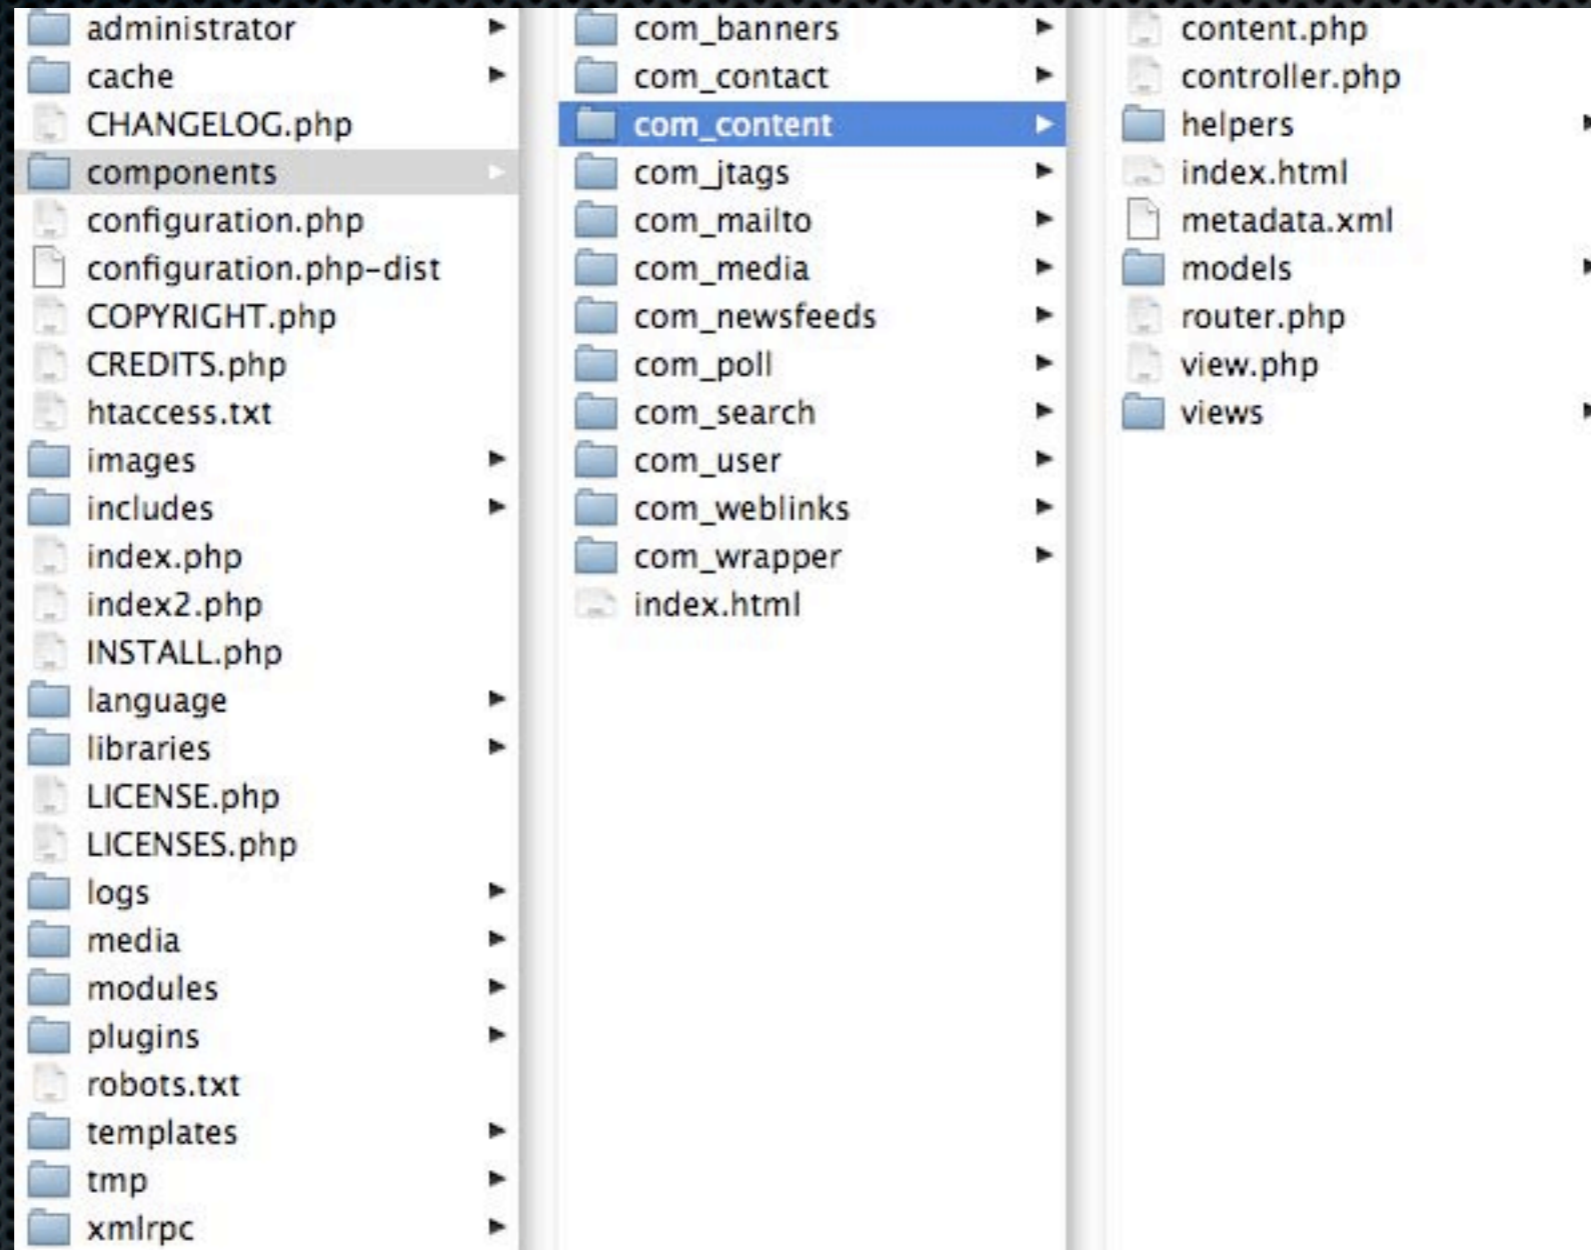 administrator
cache
CHANGELOG.php
components
configuration.php
configuration.php-dist
COPYRIGHT.php
CREDITS.php
htaccess.txt
images
includes
index.php
index2.php
INSTALL.php
language
libraries
LICENSE.php
LICENSES.php
logs
media
modules
plugins
robots.txt
templates
tmp
xmlrpc
com_banners
com_contact
com_content
com_jtags
com_mailto
com_media
com_newsfeeds
com_poll
com_search
com_user
com_weblinks
com_wrapper
index.html
content.php
controller.php
helpers
index.html
metadata.xml
models
router.php
view.php
views